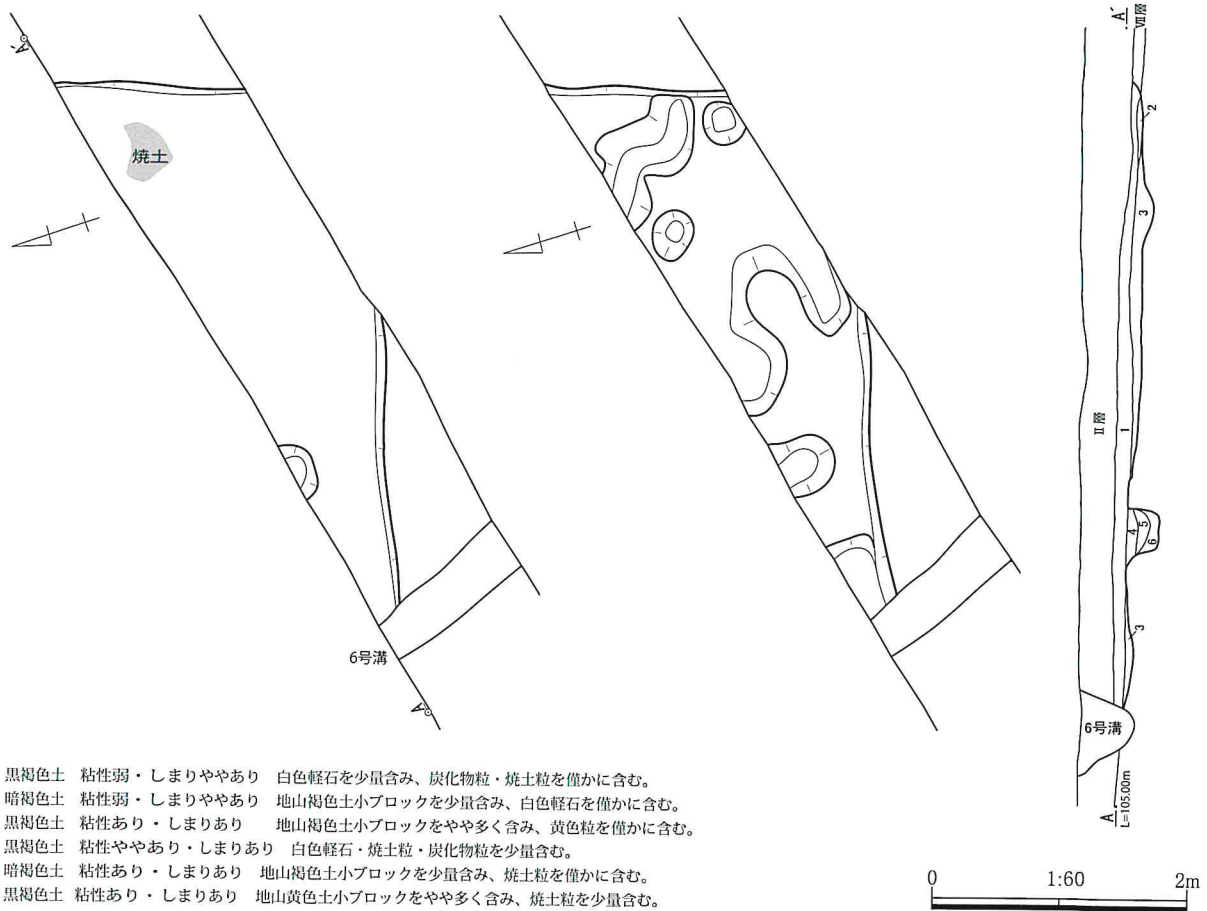 A´
焼土
6号溝
A
A´
Ⅶ層
2
3
Ⅱ層
1
4
5
6
3
6号溝
A
L=105.00m
黒褐色土 粘性弱・しまりややあり 白色軽石を少量含み、炭化物粒・焼土粒を僅かに含む。
暗褐色土 粘性弱・しまりややあり 地山褐色土小ブロックを少量含み、白色軽石を僅かに含む。
黒褐色土 粘性あり・しまりあり 地山褐色土小ブロックをやや多く含み、黄色粒を僅かに含む。
黒褐色土 粘性ややあり・しまりあり 白色軽石・焼土粒・炭化物粒を少量含む。
暗褐色土 粘性あり・しまりあり 地山褐色土小ブロックを少量含み、焼土粒を僅かに含む。
黒褐色土 粘性あり・しまりあり 地山黄色土小ブロックをやや多く含み、焼土粒を少量含む。
0 1:60 2m